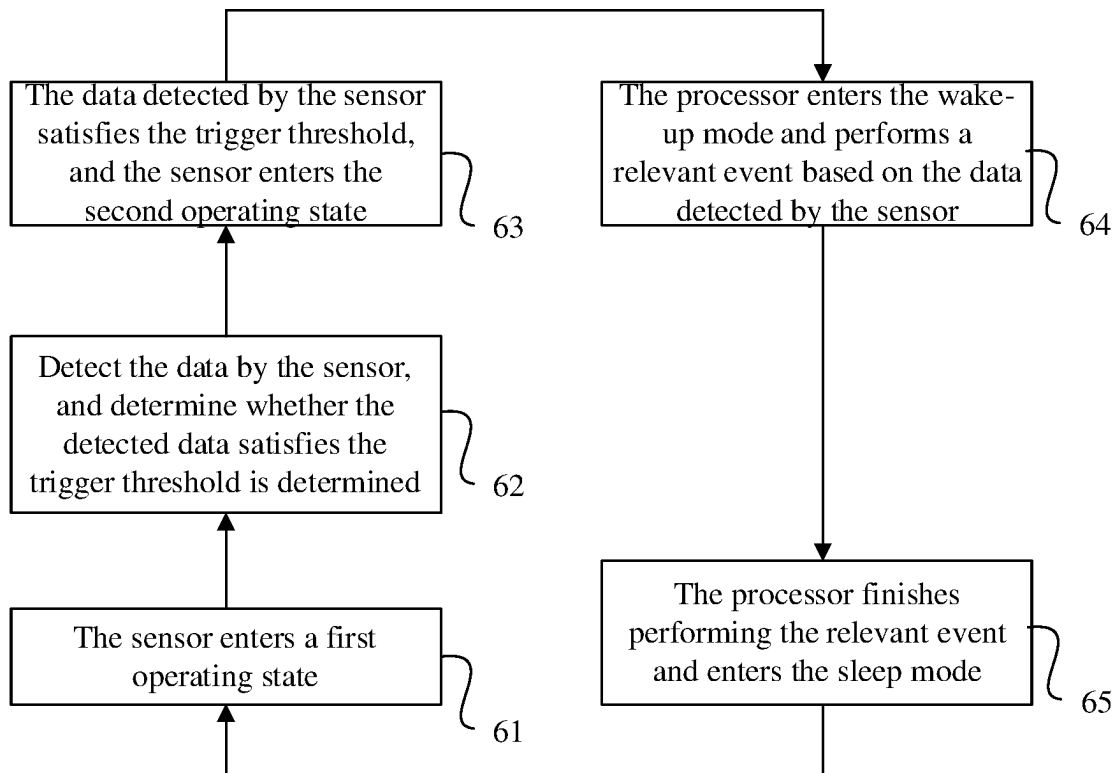 The data detected by the sensor
satisfies the trigger threshold,
and the sensor enters the
second operating state
63
The processor enters the wake-
up mode and performs a
relevant event based on the data
detected by the sensor
64
Detect the data by the sensor,
and determine whether the
detected data satisfies the
trigger threshold is determined
62
The sensor enters a first
operating state
61
The processor finishes
performing the relevant event
and enters the sleep mode
65